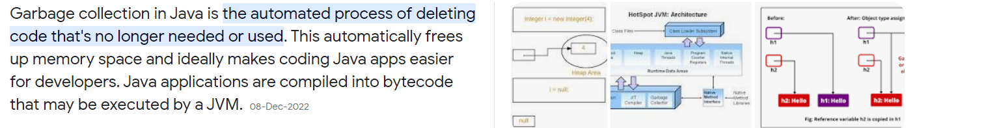 Garbage collection in Java is the automated process of deleting
code that's no longer needed or used. This automatically frees
up memory space and ideally makes coding Java apps easier
for developers. Java applications are compiled into bytecode
that may be executed by a JVM. 08-Dec-2022
Integer i = new Integer(4);
4
Heap Area
i = null;
null
HotSpot JVM: Architecture
Class Files
Class Loader Subsystem
Heap
Java
Threads
Program
Counter
Registers
Native
Internal
Threads
Runtime Data Areas
JIT
Compiler
Garbage
Collector
Native
Method
Interface
Native
Method
Libraries
Before:
After: Object type assign
h1
h1
h2
h2
h2: Hello
h1: Hello
h2: Hello
Fig: Reference variable h2 is copied in h1